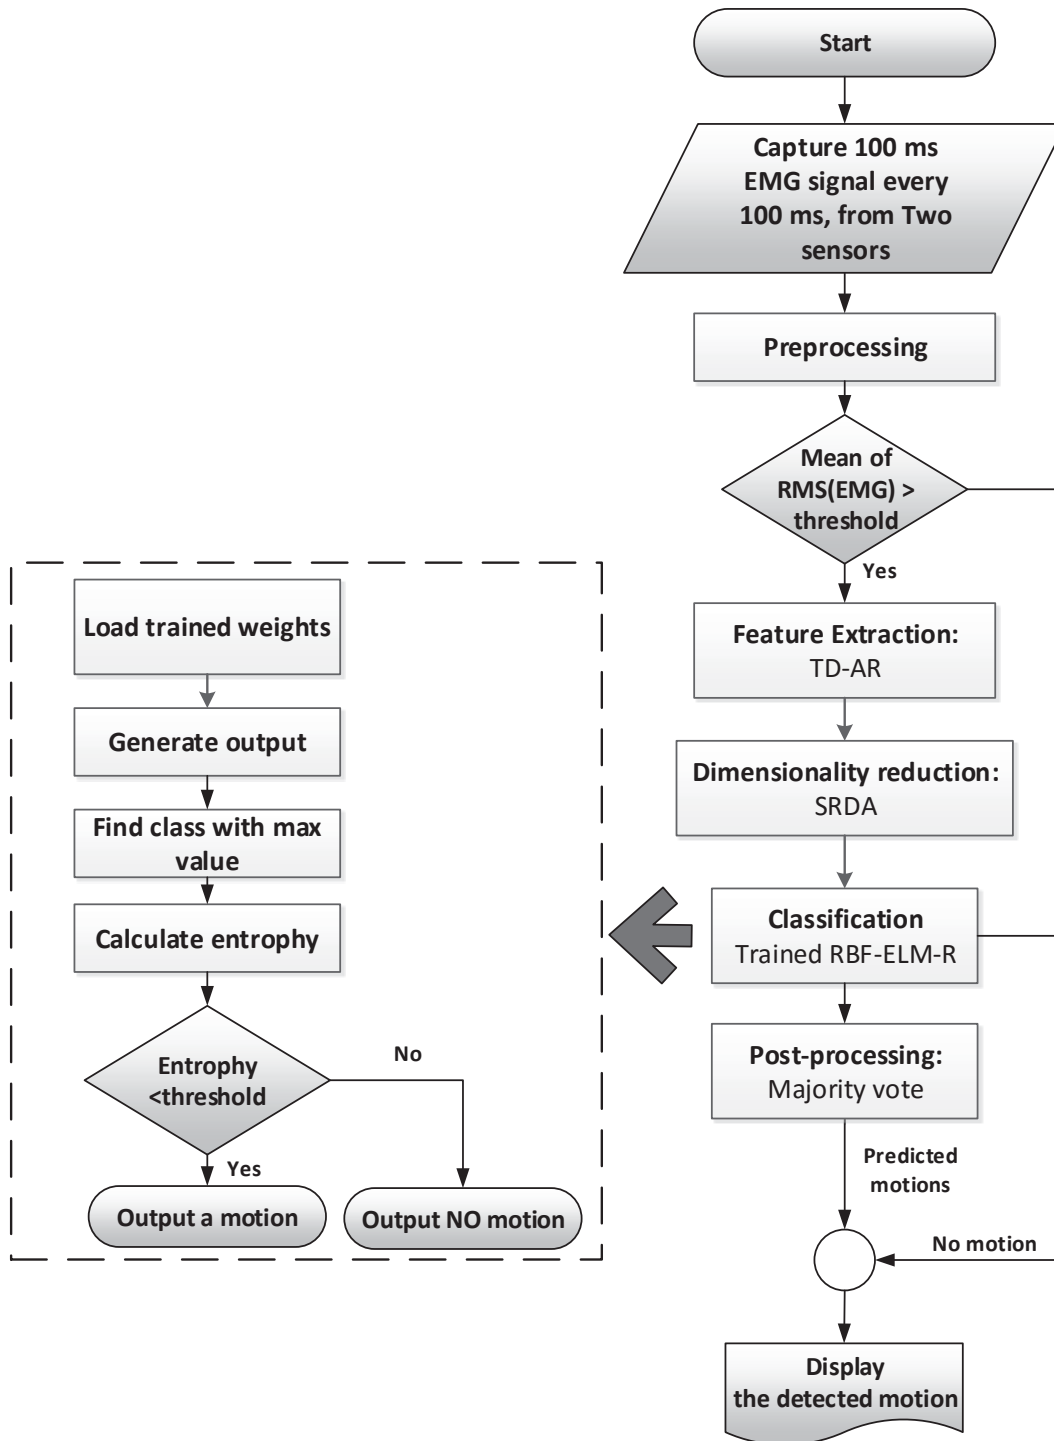 Start
Capture 100 ms
EMG signal every
100 ms, from Two
sensors
Preprocessing
Mean of
RMS(EMG) >
threshold
Yes
Feature Extraction:
TD-AR
Dimensionality reduction:
SRDA
Classification
Trained RBF-ELM-R
Post-processing:
Majority vote
Predicted
motions
No motion
Display
the detected motion
Load trained weights
Generate output
Find class with max
value
Calculate entrophy
Entrophy
<threshold
No
Yes
Output a motion
Output NO motion